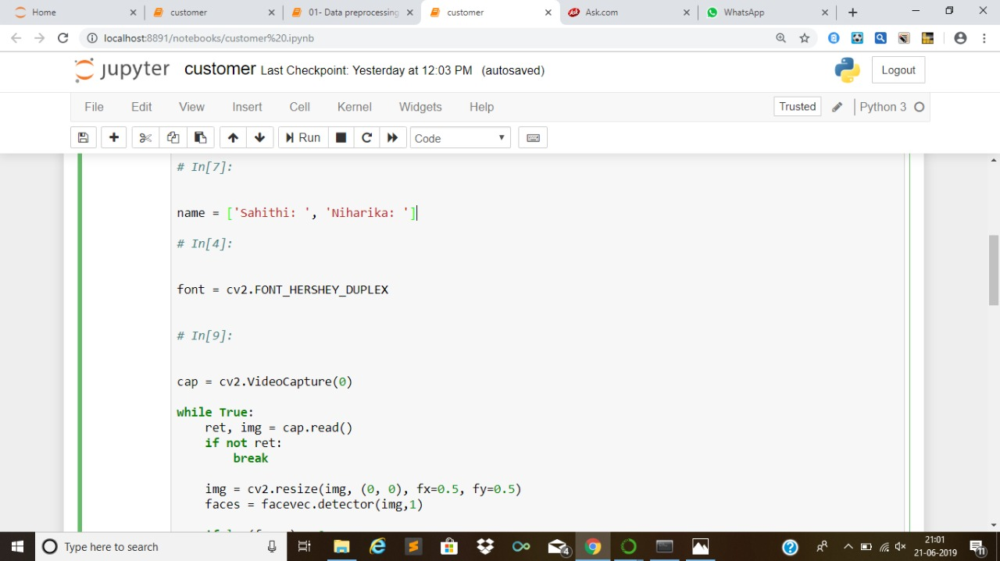 Home
customer
01- Data preprocessing
customer
Ask.com
WhatsApp
localhost:8891/notebooks/customer%20.ipynb
jupyter customer Last Checkpoint: Yesterday at 12:03 PM (autosaved)
Logout
File Edit View Insert Cell Kernel Widgets Help
Trusted
Python 3
Run
Code
# In[7]:
name = ['Sahithi: ', 'Niharika: ']
# In[4]:
font = cv2.FONT_HERSHEY_DUPLEX
# In[9]:
cap = cv2.VideoCapture(0)
while True:
    ret, img = cap.read()
    if not ret:
        break
    img = cv2.resize(img, (0, 0), fx=0.5, fy=0.5)
    faces = facevec.detector(img,1)
Type here to search
4
21:01
21-06-2019
11